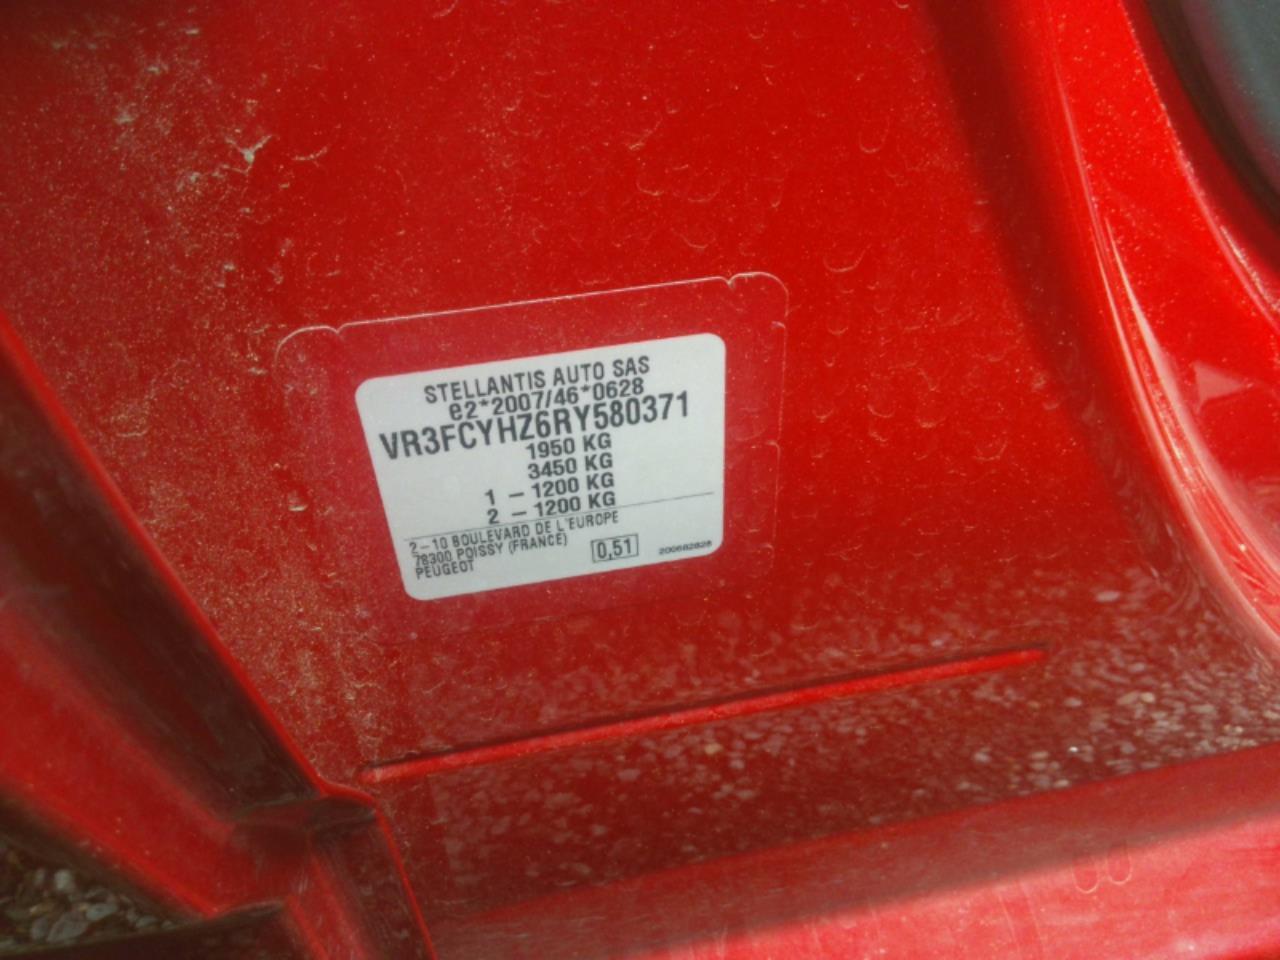 STELLANTIS AUTO SAS
e2*2007/46*0628
VR3FCYHZ6RY580371
1950 KG
3450 KG
1 – 1200 KG
2 – 1200 KG
2–10 BOULEVARD DE L'EUROPE
78300 POISSY (FRANCE)
PEUGEOT
0,51
200682828